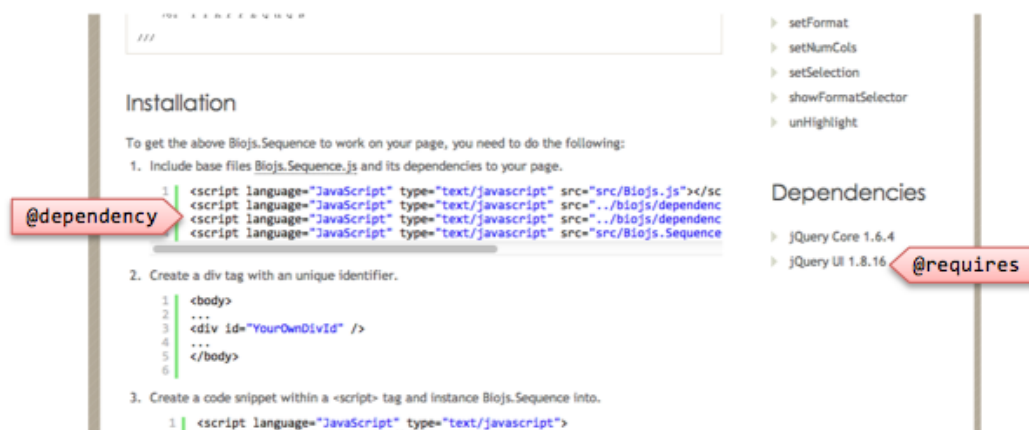 ///
Installation
To get the above Biojs.Sequence to work on your page, you need to do the following:
1. Include base files Biojs.Sequence.js and its dependencies to your page.
1 <script language="JavaScript" type="text/javascript" src="src/Biojs.js"></sc
<script language="JavaScript" type="text/javascript" src="../biojs/dependenc
<script language="JavaScript" type="text/javascript" src="../biojs/dependenc
<script language="JavaScript" type="text/javascript" src="src/Biojs.Sequence
@dependency
2. Create a div tag with an unique identifier.
1 <body>
2 ...
3 <div id="YourOwnDivId" />
4 ...
5 </body>
6
3. Create a code snippet within a <script> tag and instance Biojs.Sequence into.
1 <script language="JavaScript" type="text/javascript">
setFormat
setNumCols
setSelection
showFormatSelector
unHighlight
Dependencies
jQuery Core 1.6.4
jQuery UI 1.8.16
@requires